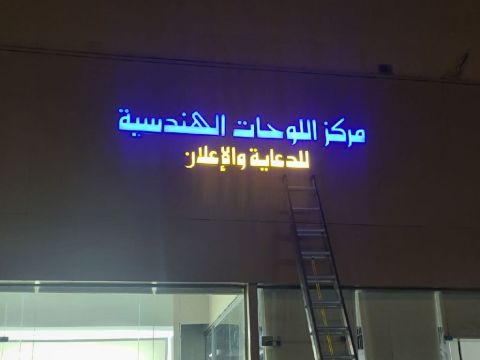 مركز اللوحات الهندسية
للدعاية والإعلان